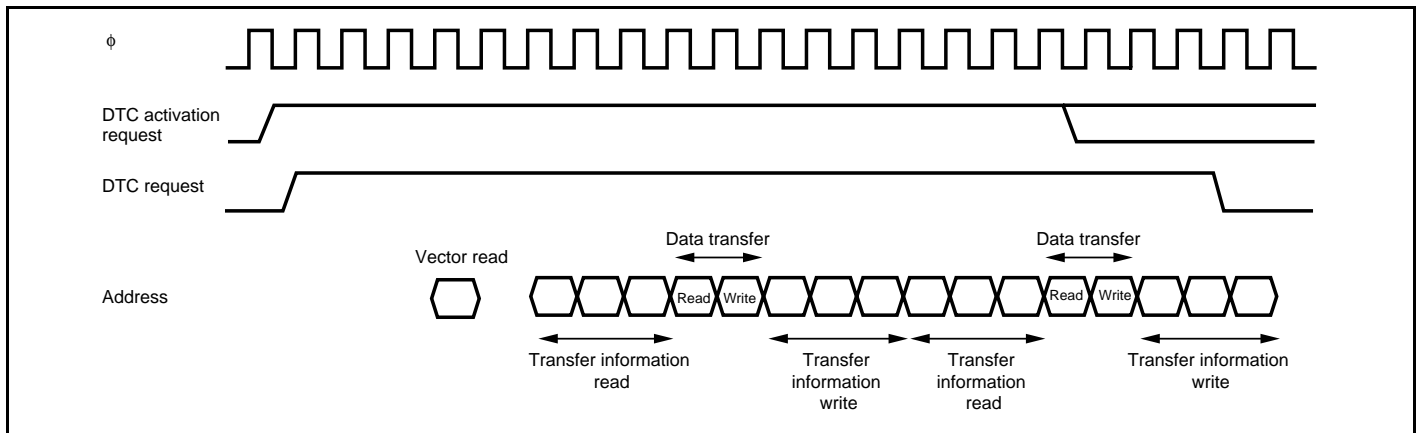 ϕ
DTC activation
request
DTC request
Address
Vector read
Data transfer
Data transfer
Read Write
Read Write
Transfer information
read
Transfer
information
write
Transfer
information
read
Transfer information
write